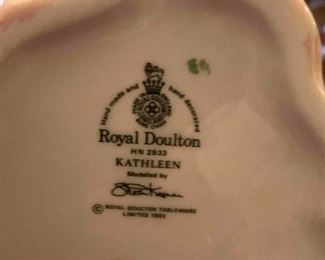 Hand made and hand decorated
Royal Doulton
HN 2933
KATHLEEN
Modelled by
© ROYAL DOULTON TABLEWARE
LIMITED 1983